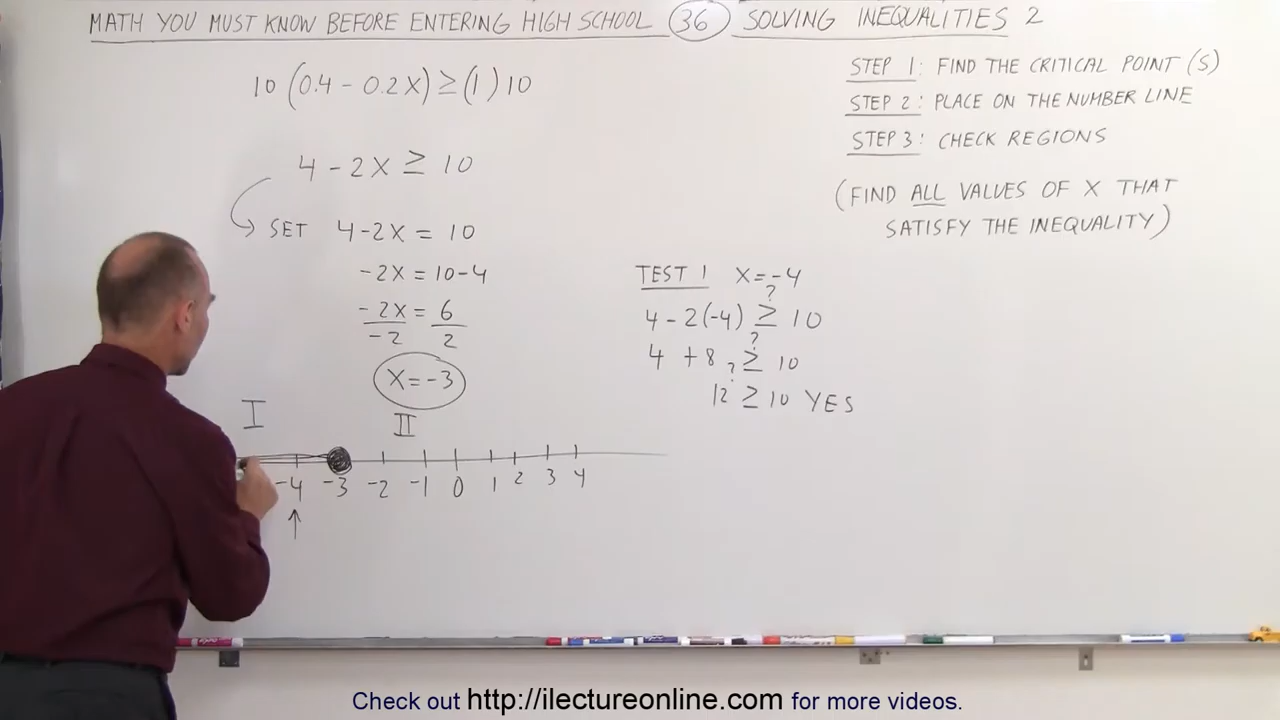 MATH YOU MUST KNOW BEFORE ENTERING HIGH SCHOOL 36 SOLVING INEQUALITIES 2
10 (0.4 - 0.2X) ≥ (1) 10
4 - 2X ≥ 10
SET 4-2X = 10
-2X = 10-4
-2X = 6
-2 2
X = -3
I
II
-4 -3 -2 -1 0 1 2 3 4
STEP 1: FIND THE CRITICAL POINT (S)
STEP 2: PLACE ON THE NUMBER LINE
STEP 3: CHECK REGIONS
(FIND ALL VALUES OF X THAT
SATISFY THE INEQUALITY)
TEST 1 X=-4
?
4 - 2(-4) ≥ 10
?
4 + 8 ≥ 10
?
12 ≥ 10 YES
Check out http://ilectureonline.com for more videos.